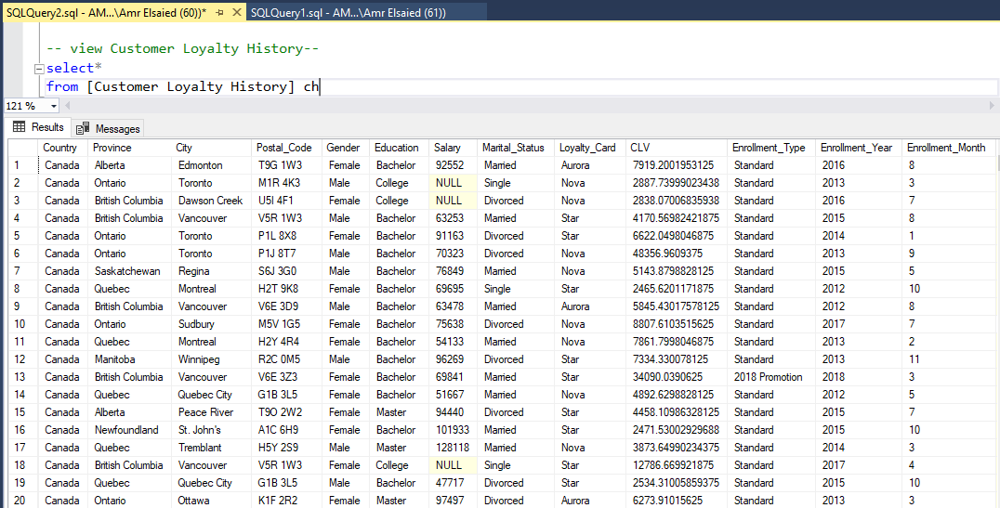 SQLQuery2.sql - AM...\Amr Elsaied (60))* SQLQuery1.sql - AM...\Amr Elsaied (61))
-- view Customer Loyalty History--
select*
from [Customer Loyalty History] ch
121 %
Results Messages
Country Province City Postal_Code Gender Education Salary Marital_Status Loyalty_Card CLV Enrollment_Type Enrollment_Year Enrollment_Month
1 Canada Alberta Edmonton T9G 1W3 Female Bachelor 92552 Married Aurora 7919.2001953125 Standard 2016 8
2 Canada Ontario Toronto M1R 4K3 Male College NULL Single Nova 2887.73999023438 Standard 2013 3
3 Canada British Columbia Dawson Creek U5I 4F1 Female College NULL Divorced Nova 2838.07006835938 Standard 2016 7
4 Canada British Columbia Vancouver V5R 1W3 Male Bachelor 63253 Married Star 4170.56982421875 Standard 2015 8
5 Canada Ontario Toronto P1L 8X8 Female Bachelor 91163 Divorced Star 6622.0498046875 Standard 2014 1
6 Canada Ontario Toronto P1J 8T7 Male Bachelor 70323 Divorced Nova 48356.9609375 Standard 2013 9
7 Canada Saskatchewan Regina S6J 3G0 Male Bachelor 76849 Married Nova 5143.8798828125 Standard 2015 5
8 Canada Quebec Montreal H2T 9K8 Female Bachelor 69695 Single Star 2465.6201171875 Standard 2012 10
9 Canada British Columbia Vancouver V6E 3D9 Male Bachelor 63478 Married Aurora 5845.43017578125 Standard 2012 8
10 Canada Ontario Sudbury M5V 1G5 Female Bachelor 75638 Divorced Nova 8807.6103515625 Standard 2017 7
11 Canada Quebec Montreal H2Y 4R4 Female Bachelor 54133 Married Nova 7861.7998046875 Standard 2013 2
12 Canada Manitoba Winnipeg R2C 0M5 Male Bachelor 96269 Divorced Star 7334.330078125 Standard 2013 11
13 Canada British Columbia Vancouver V6E 3Z3 Female Bachelor 69841 Married Star 34090.0390625 2018 Promotion 2018 3
14 Canada Quebec Quebec City G1B 3L5 Female Bachelor 51667 Married Nova 4892.6298828125 Standard 2012 5
15 Canada Alberta Peace River T9O 2W2 Female Master 94440 Divorced Star 4458.10986328125 Standard 2015 7
16 Canada Newfoundland St. John's A1C 6H9 Female Bachelor 101933 Married Star 2471.53002929688 Standard 2015 10
17 Canada Quebec Tremblant H5Y 2S9 Male Master 128118 Married Nova 3873.64990234375 Standard 2014 3
18 Canada British Columbia Vancouver V5R 1W3 Female College NULL Single Star 12786.669921875 Standard 2017 4
19 Canada Quebec Quebec City G1B 3L5 Male Bachelor 47717 Divorced Star 2534.31005859375 Standard 2015 10
20 Canada Ontario Ottawa K1F 2R2 Female Master 97497 Divorced Aurora 6273.91015625 Standard 2013 3